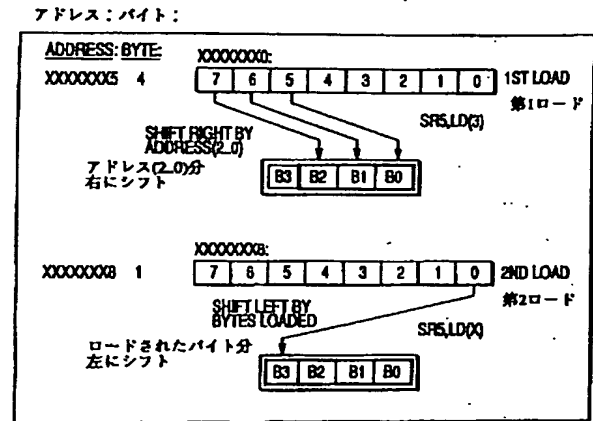 アドレス：バイト：
ADDRESS: BYTE:
XXXXXXX0:
XXXXXXX5 4 7 6 5 4 3 2 1 0 1ST LOAD
第1ロード
SR5,LD(3)
SHIFT RIGHT BY
ADDRESS(2_0)
アドレス(2_0)分
右にシフト
B3 B2 B1 B0
XXXXXXX8:
XXXXXXX8 1 7 6 5 4 3 2 1 0 2ND LOAD
第2ロード
SHIFT LEFT BY
BYTES LOADED
SR5,LD(X)
ロードされたバイト分
左にシフト
B3 B2 B1 B0